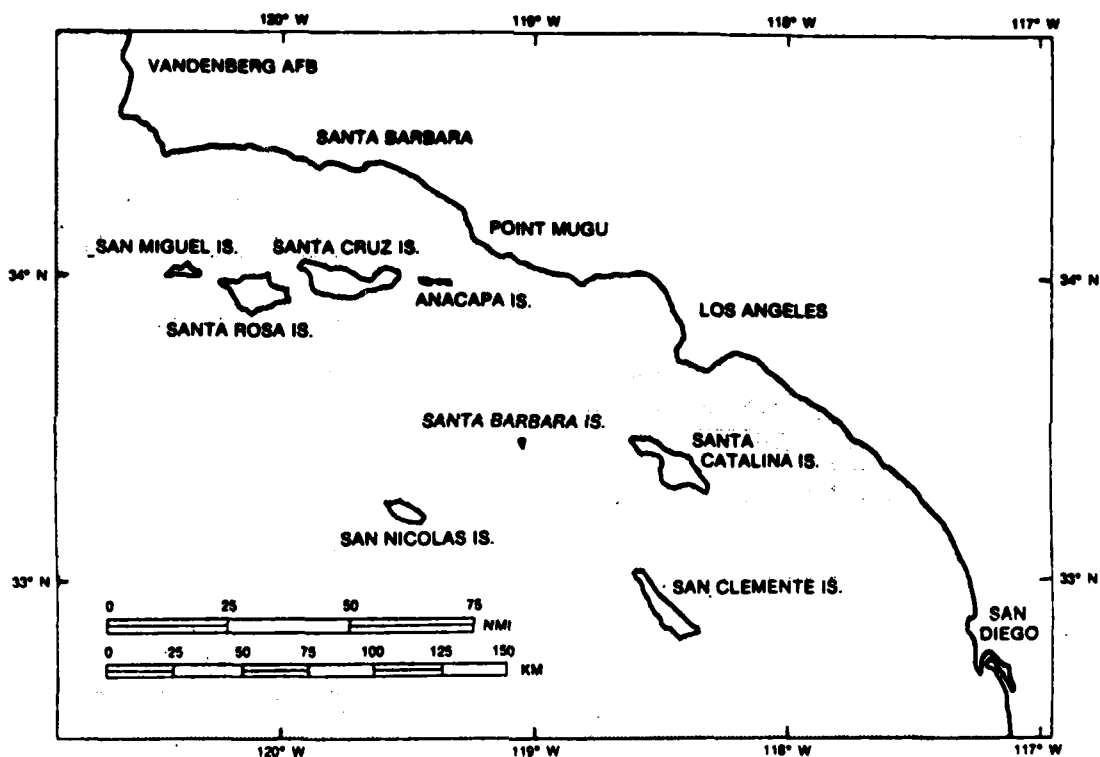 120° W 119° W 118° W 117° W
VANDENBERG AFB
SANTA BARBARA
POINT MUGU
SAN MIGUEL IS. SANTA CRUZ IS.
34° N 34° N
ANACAPA IS.
SANTA ROSA IS.
LOS ANGELES
SANTA BARBARA IS.
SANTA
CATALINA IS.
SAN NICOLAS IS.
33° N 33° N
SAN CLEMENTE IS.
SAN
DIEGO
0 25 50 75
NMI
0 25 50 75 100 125 150
KM
120° W 119° W 118° W 117° W